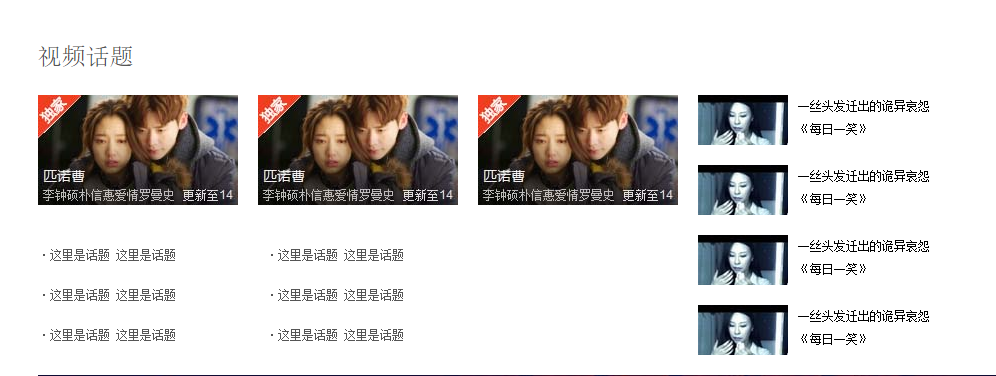 视频话题
独家
匹诺曹
李钟硕朴信惠爱情罗曼史 更新至14
独家
匹诺曹
李钟硕朴信惠爱情罗曼史 更新至14
独家
匹诺曹
李钟硕朴信惠爱情罗曼史 更新至14
· 这里是话题 这里是话题
· 这里是话题 这里是话题
· 这里是话题 这里是话题
· 这里是话题 这里是话题
· 这里是话题 这里是话题
· 这里是话题 这里是话题
一丝头发迁出的诡异哀怨
《每日一笑》
一丝头发迁出的诡异哀怨
《每日一笑》
一丝头发迁出的诡异哀怨
《每日一笑》
一丝头发迁出的诡异哀怨
《每日一笑》